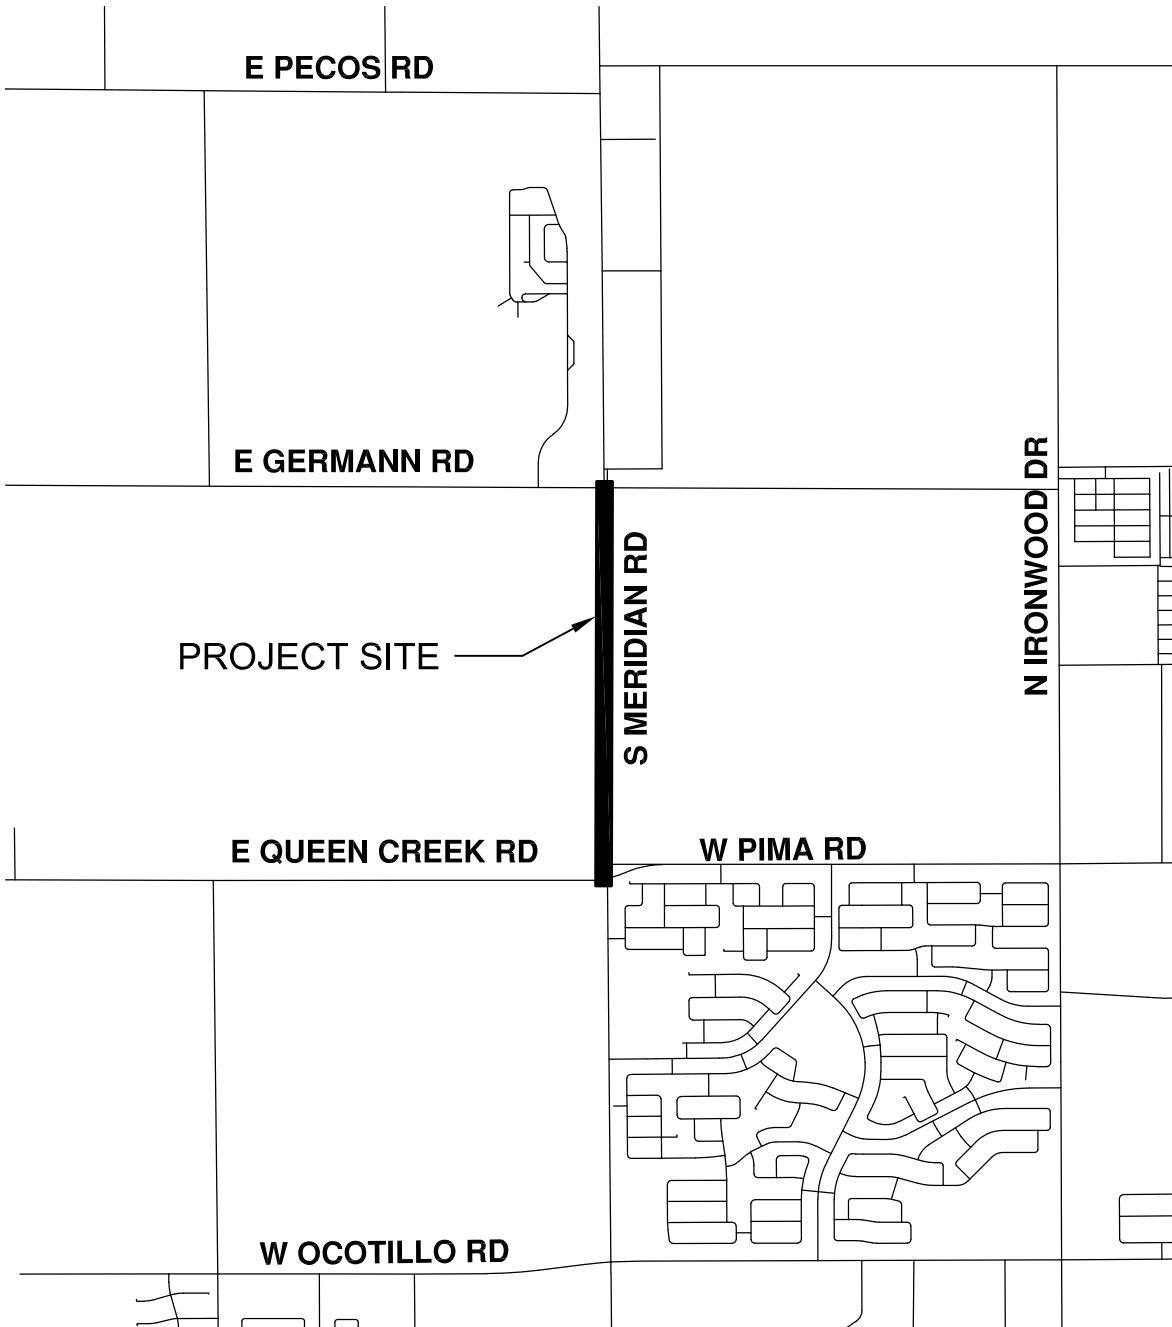 E PECOS RD
E GERMANN RD
N IRONWOOD DR
S MERIDIAN RD
PROJECT SITE
E QUEEN CREEK RD
W PIMA RD
W OCOTILLO RD